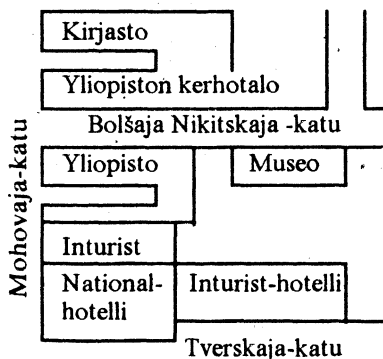 Kirjasto
Yliopiston kerhotalo
Bolšaja Nikitskaja -katu
Mohovaja-katu
Yliopisto
Museo
Inturist
National-
hotelli
Inturist-hotelli
Tverskaja-katu